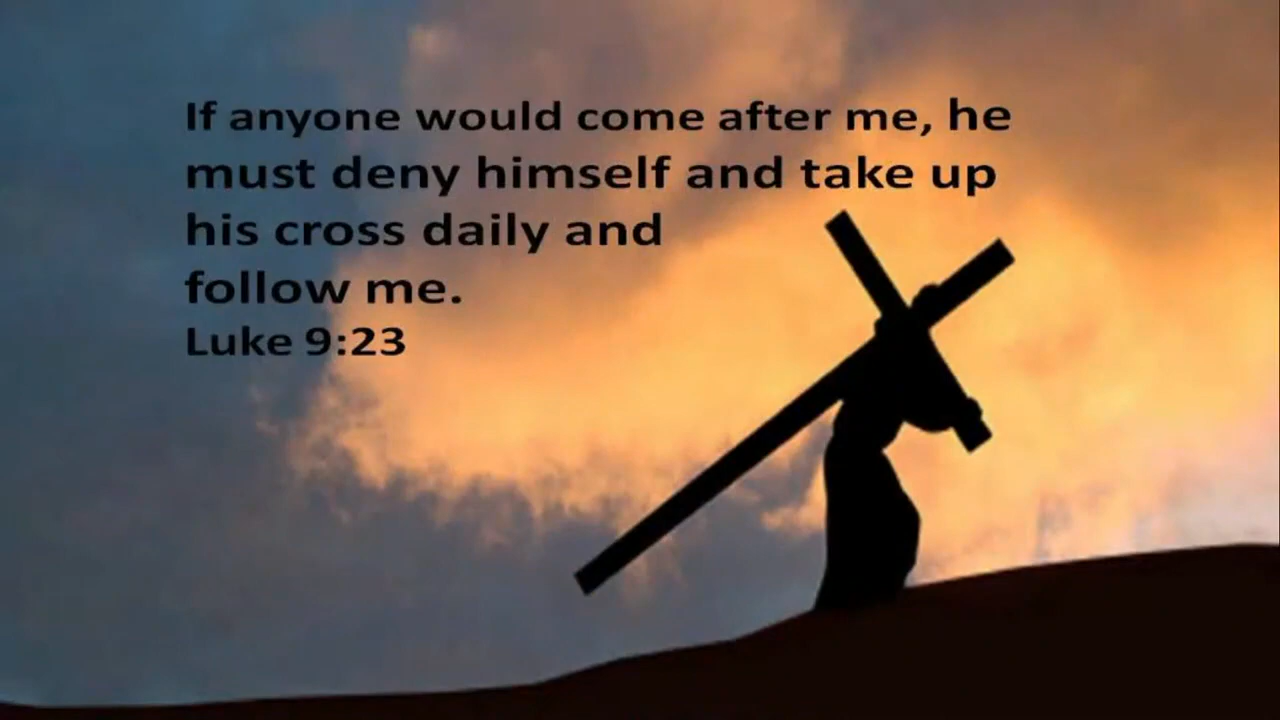 If anyone would come after me, he
must deny himself and take up
his cross daily and
follow me.
Luke 9:23